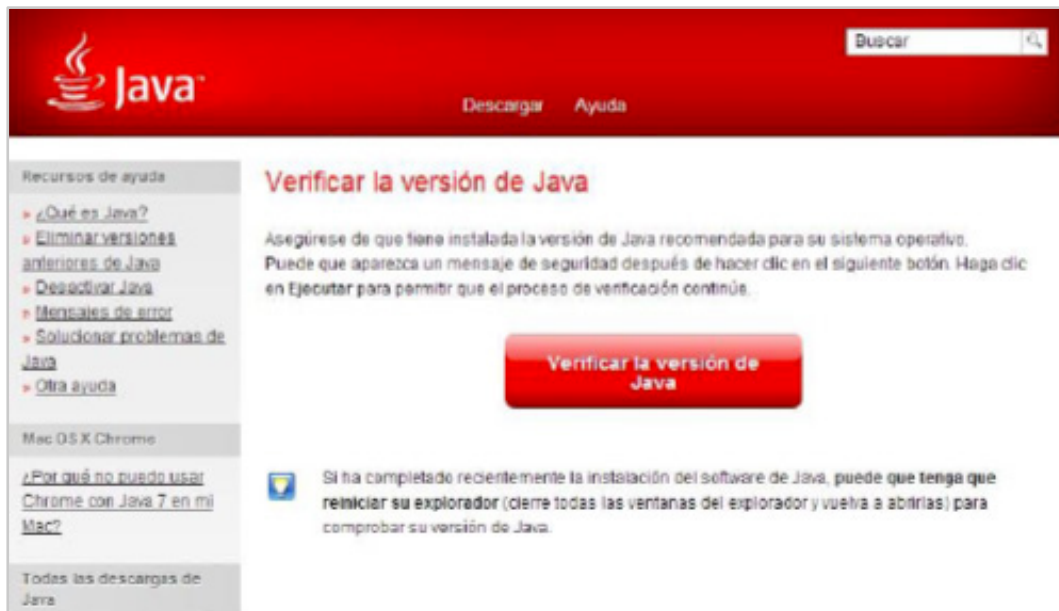 Java™
Buscar
Descargar Ayuda
Recursos de ayuda
» ¿Qué es Java?
» Eliminar versiones
anteriores de Java
» Desactivar Java
» Mensajes de error
» Solucionar problemas de
Java
» Otra ayuda
Mac OS X Chrome
¿Por qué no puedo usar
Chrome con Java 7 en mi
Mac?
Todas las descargas de
Java
Verificar la versión de Java
Asegúrese de que tiene instalada la versión de Java recomendada para su sistema operativo.
Puede que aparezca un mensaje de seguridad después de hacer clic en el siguiente botón. Haga clic
en Ejecutar para permitir que el proceso de verificación continúe.
Verificar la versión de
Java
Si ha completado recientemente la instalación del software de Java, puede que tenga que
reiniciar su explorador (cierre todas las ventanas del explorador y vuelva a abrirlas) para
comprobar su versión de Java.